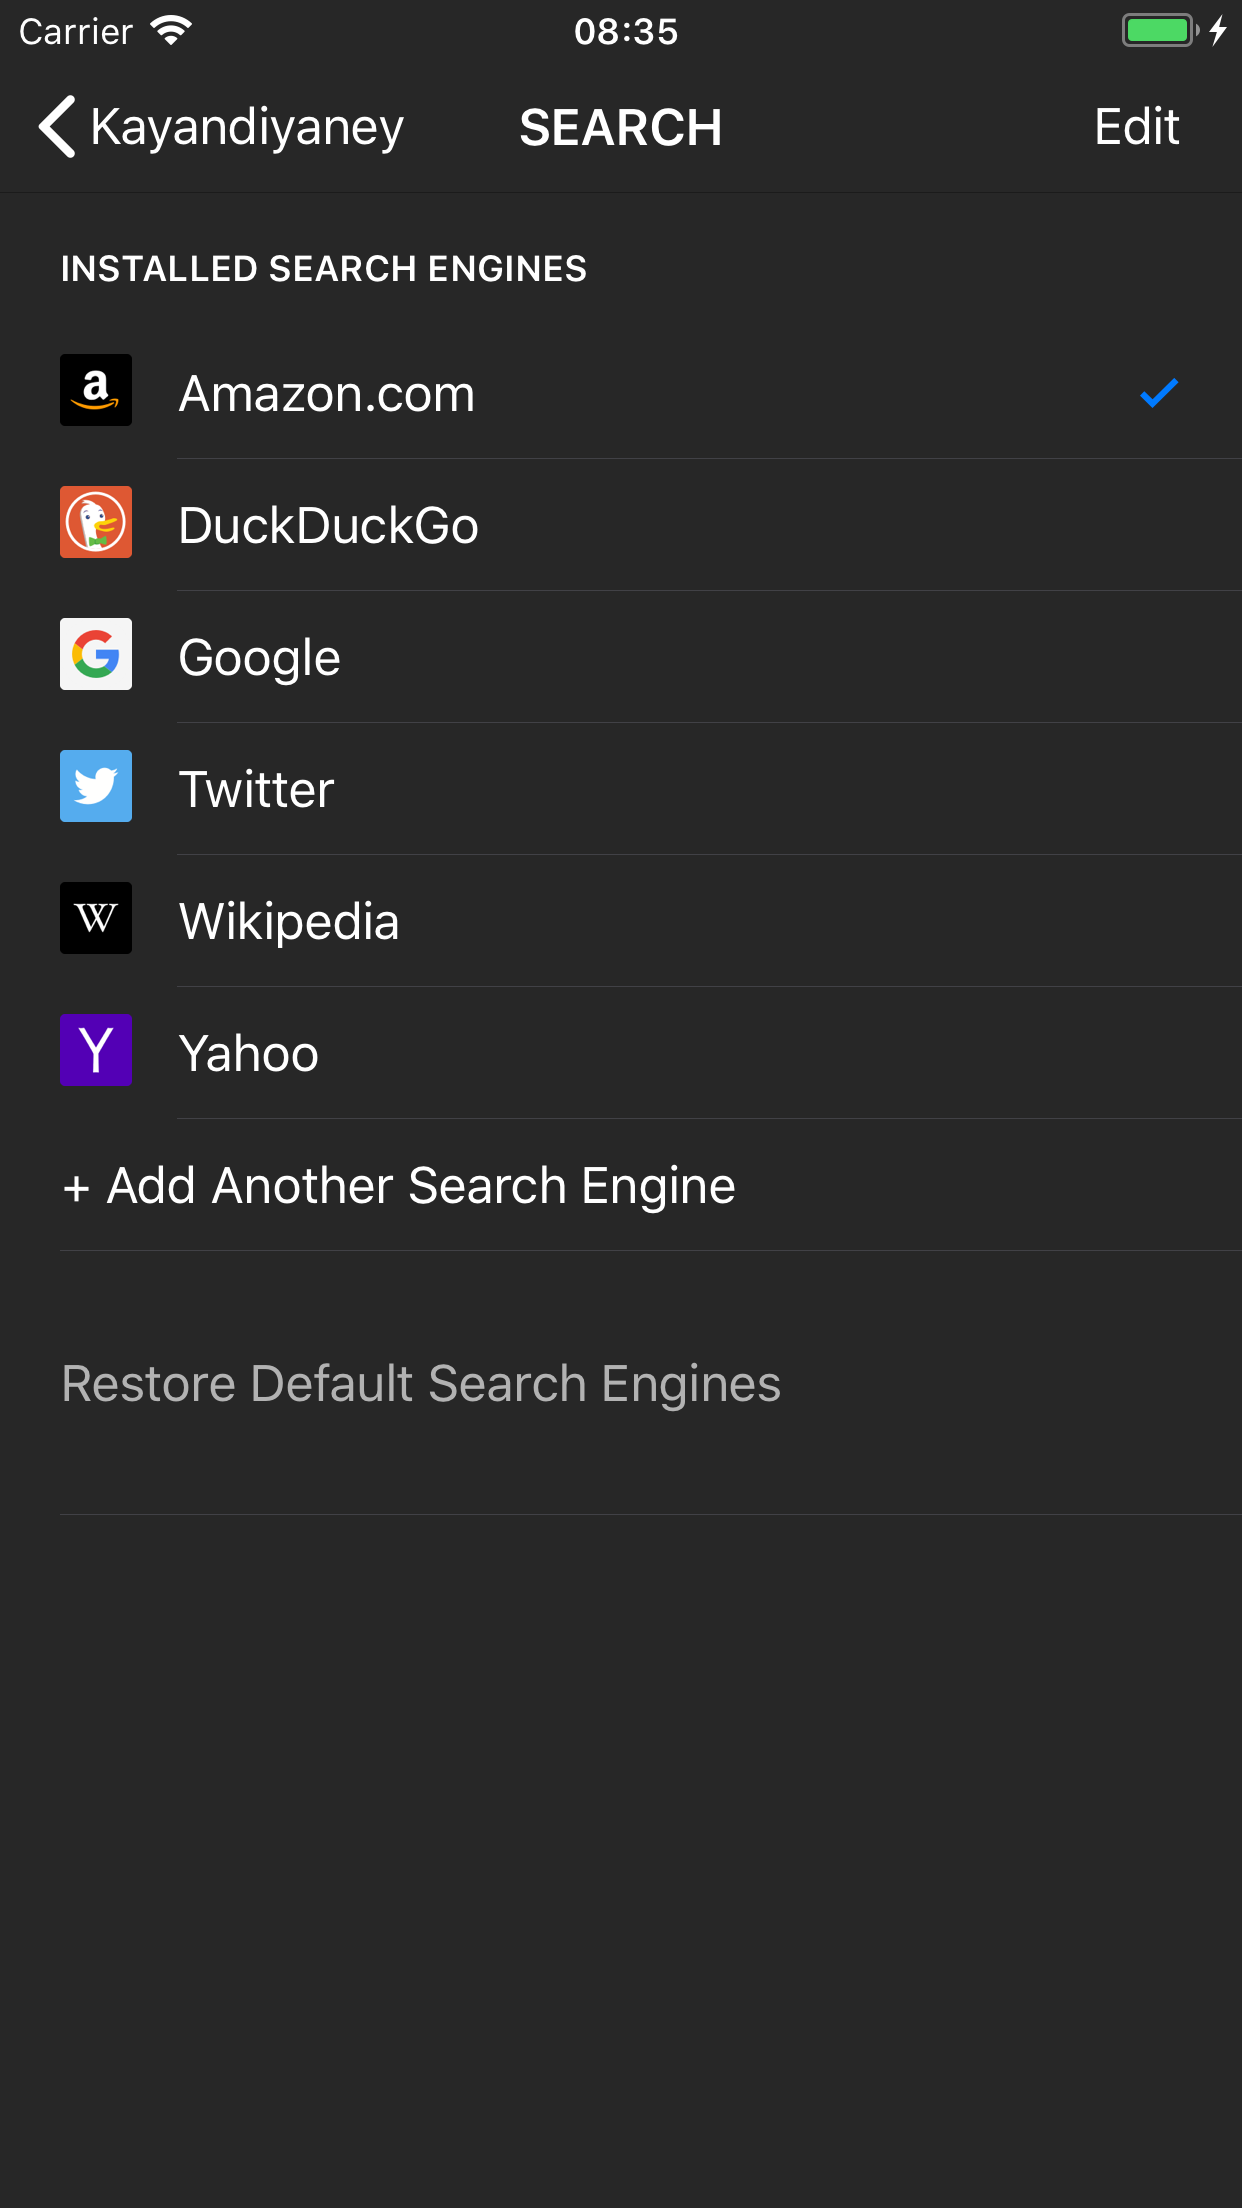 Carrier 08:35
Kayandiyaney SEARCH Edit
INSTALLED SEARCH ENGINES
a Amazon.com
DuckDuckGo
G Google
Twitter
W Wikipedia
Y Yahoo
+ Add Another Search Engine
Restore Default Search Engines